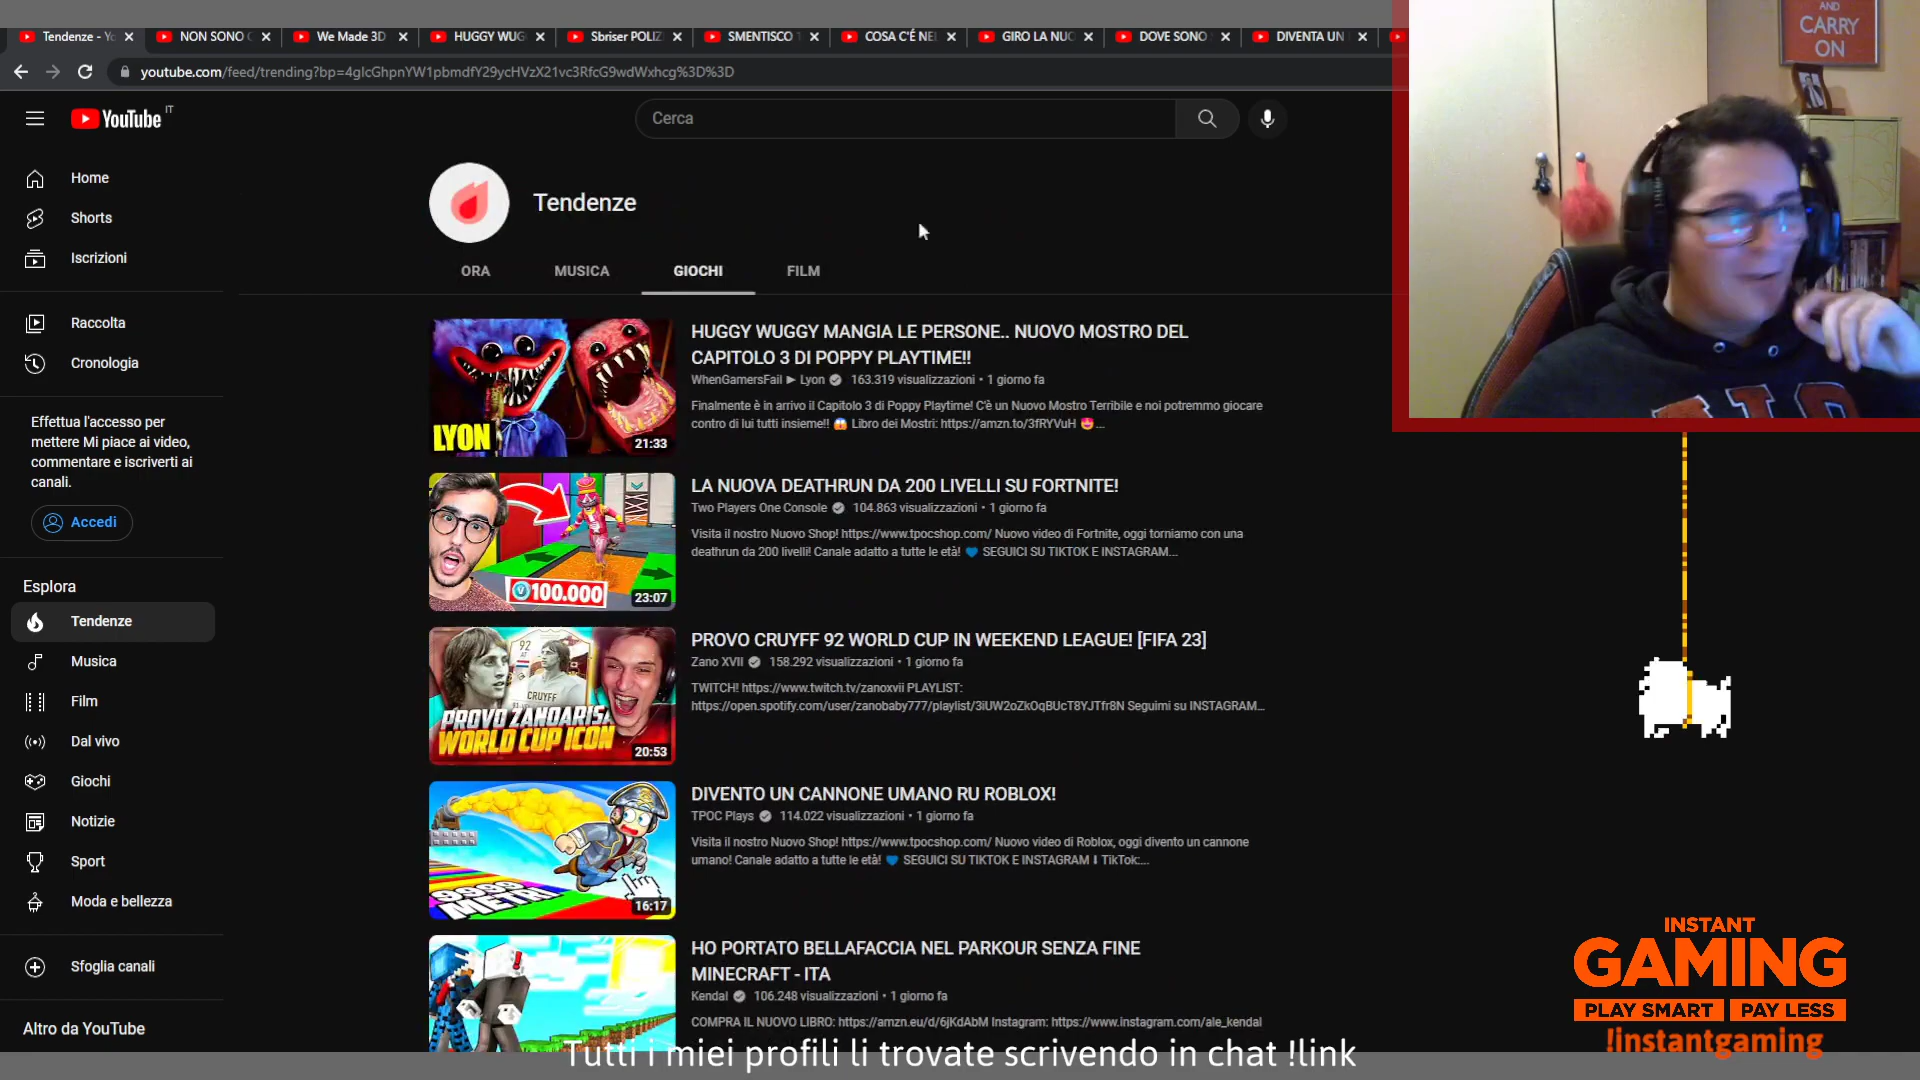 Tendenze - Yo
NON SONO C
We Made 3D
HUGGY WUG
Sbriser POLIZ
SMENTISCO T
COSA C'É NEL
GIRO LA NUO
DOVE SONO S
DIVENTA UN
youtube.com/feed/trending?bp=4gIcGhpnYW1pbmdfY29ycHVzX21vc3RfcG9wdWxhcg%3D%3D
YouTube IT
Cerca
Home
Shorts
Iscrizioni
Raccolta
Cronologia
Effettua l'accesso per
mettere Mi piace ai video,
commentare e iscriverti ai
canali.
Accedi
Esplora
Tendenze
Musica
Film
Dal vivo
Giochi
Notizie
Sport
Moda e bellezza
Sfoglia canali
Altro da YouTube
Tendenze
ORA
MUSICA
GIOCHI
FILM
LYON
21:33
HUGGY WUGGY MANGIA LE PERSONE.. NUOVO MOSTRO DEL
CAPITOLO 3 DI POPPY PLAYTIME!!
WhenGamersFail ► Lyon 163.319 visualizzazioni • 1 giorno fa
Finalmente è in arrivo il Capitolo 3 di Poppy Playtime! C'è un Nuovo Mostro Terribile e noi potremmo giocare
contro di lui tutti insieme!! 😱 Libro dei Mostri: https://amzn.to/3fRYVuH 🤩...
100.000
23:07
LA NUOVA DEATHRUN DA 200 LIVELLI SU FORTNITE!
Two Players One Console 104.863 visualizzazioni • 1 giorno fa
Visita il nostro Nuovo Shop! https://www.tpocshop.com/ Nuovo video di Fortnite, oggi torniamo con una
deathrun da 200 livelli! Canale adatto a tutte le età! 💙 SEGUICI SU TIKTOK E INSTAGRAM...
92
CRUYFF
PROVO ZANDARISA
WORLD CUP ICON
20:53
PROVO CRUYFF 92 WORLD CUP IN WEEKEND LEAGUE! [FIFA 23]
Zano XVII 158.292 visualizzazioni • 1 giorno fa
TWITCH! https://www.twitch.tv/zanoxvii PLAYLIST:
https://open.spotify.com/user/zanobaby777/playlist/3iUW2oZkOqBUcT8YJTfr8N Seguimi su INSTAGRAM...
9999
METRI
16:17
DIVENTO UN CANNONE UMANO RU ROBLOX!
TPOC Plays 114.022 visualizzazioni • 1 giorno fa
Visita il nostro Nuovo Shop! https://www.tpocshop.com/ Nuovo video di Roblox, oggi divento un cannone
umano! Canale adatto a tutte le età! 💙 SEGUICI SU TIKTOK E INSTAGRAM ⬇ TikTok:...
HO PORTATO BELLAFACCIA NEL PARKOUR SENZA FINE
MINECRAFT - ITA
Kendal 106.248 visualizzazioni • 1 giorno fa
COMPRA IL NUOVO LIBRO: https://amzn.eu/d/6jKdAbM Instagram: https://www.instagram.com/ale_kendal
AND
CARRY
ON
INSTANT
GAMING
PLAY SMART PAY LESS
!instantgaming
Tutti i miei profili li trovate scrivendo in chat !link